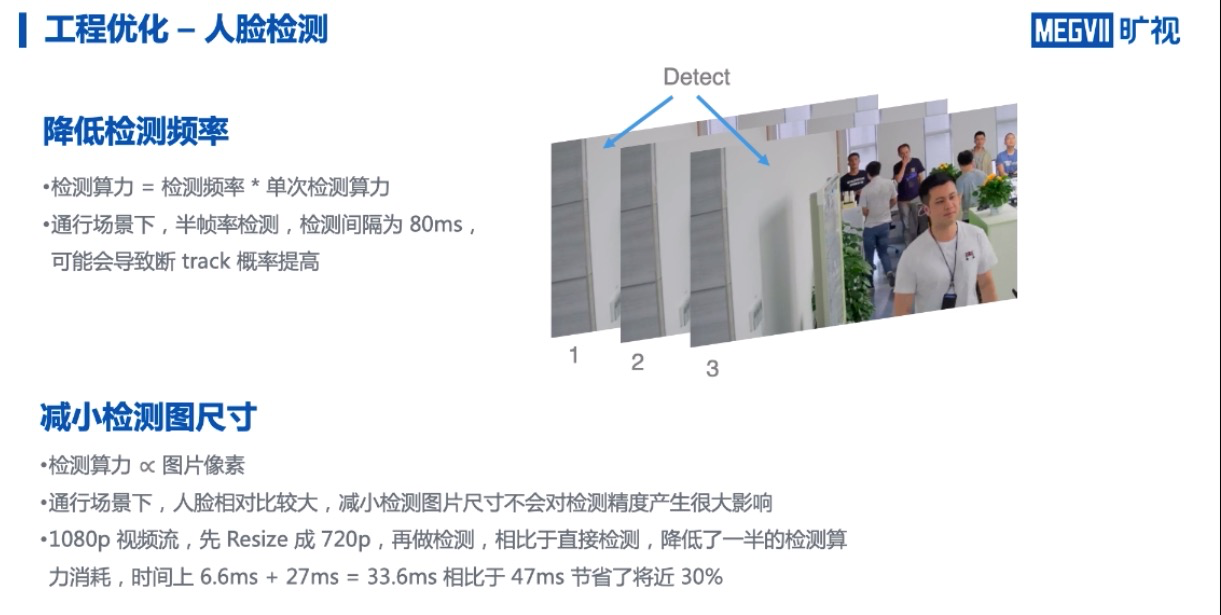 工程优化 – 人脸检测
MEGVII 旷视
降低检测频率
•检测算力 = 检测频率 * 单次检测算力
•通行场景下，半帧率检测，检测间隔为 80ms，
可能会导致断 track 概率提高
Detect
1
2
3
减小检测图尺寸
•检测算力 ∝ 图片像素
•通行场景下，人脸相对比较大，减小检测图片尺寸不会对检测精度产生很大影响
•1080p 视频流，先 Resize 成 720p，再做检测，相比于直接检测，降低了一半的检测算
力消耗，时间上 6.6ms + 27ms = 33.6ms 相比于 47ms 节省了将近 30%